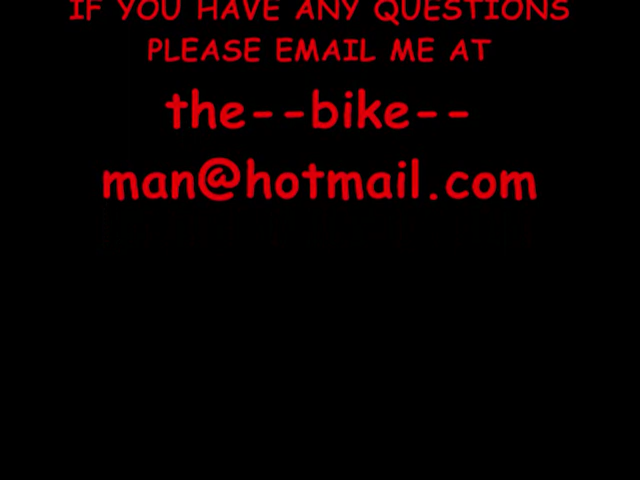 IF YOU HAVE ANY QUESTIONS
PLEASE EMAIL ME AT
the--bike--
man@hotmail.com